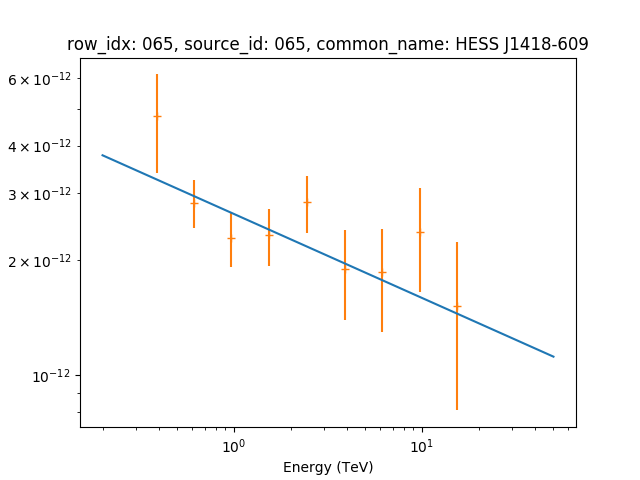 row_idx: 065, source_id: 065, common_name: HESS J1418-609
6 × 10⁻¹²
4 × 10⁻¹²
3 × 10⁻¹²
2 × 10⁻¹²
10⁻¹²
10⁰ 10¹
Energy (TeV)